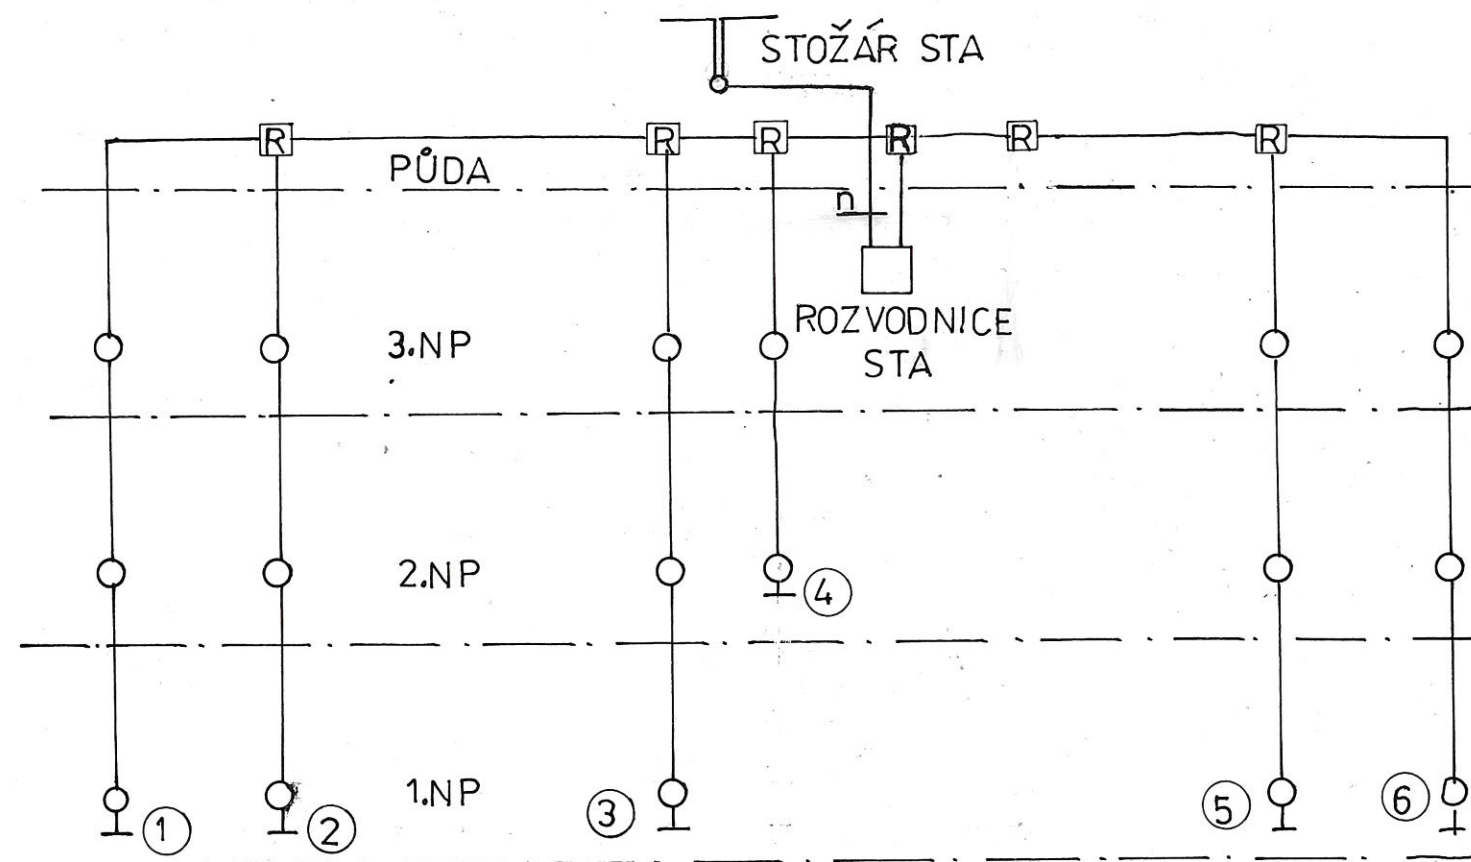 STOŽÁR STA
R R R R R R
PŮDA
n
ROZVODNICE
STA
3.NP
2.NP
4
1.NP
1 2 3 5 6